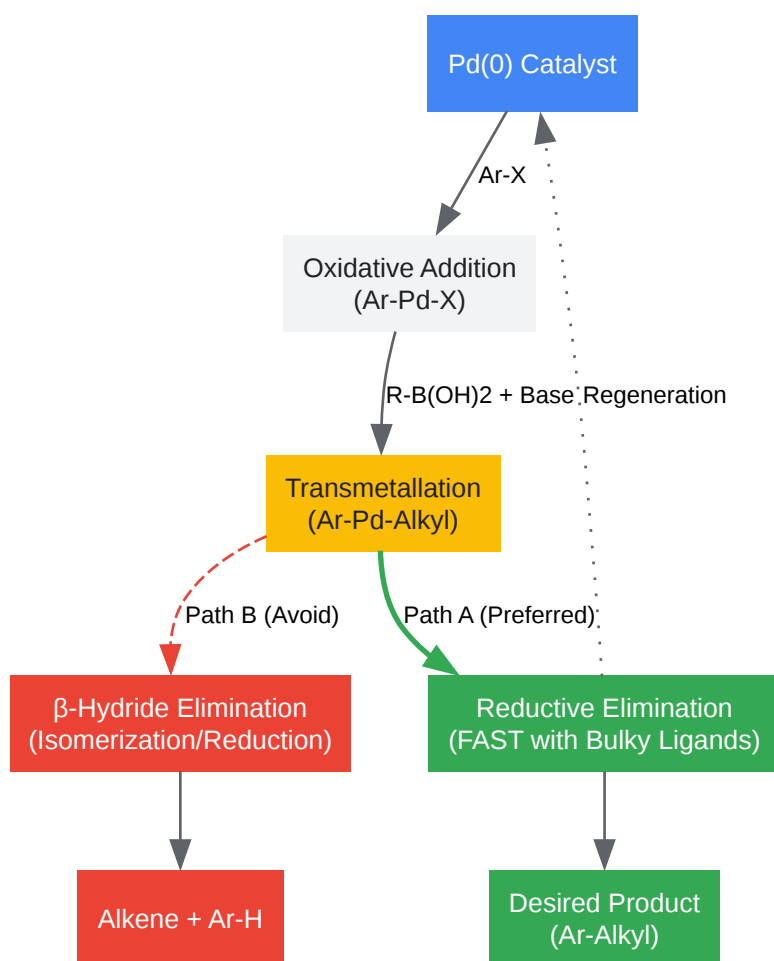 Pd(0) Catalyst
Ar-X
Oxidative Addition
(Ar-Pd-X)
R-B(OH)2 + Base
Regeneration
Transmetallation
(Ar-Pd-Alkyl)
Path B (Avoid)
Path A (Preferred)
β-Hydride Elimination
(Isomerization/Reduction)
Reductive Elimination
(FAST with Bulky Ligands)
Alkene + Ar-H
Desired Product
(Ar-Alkyl)